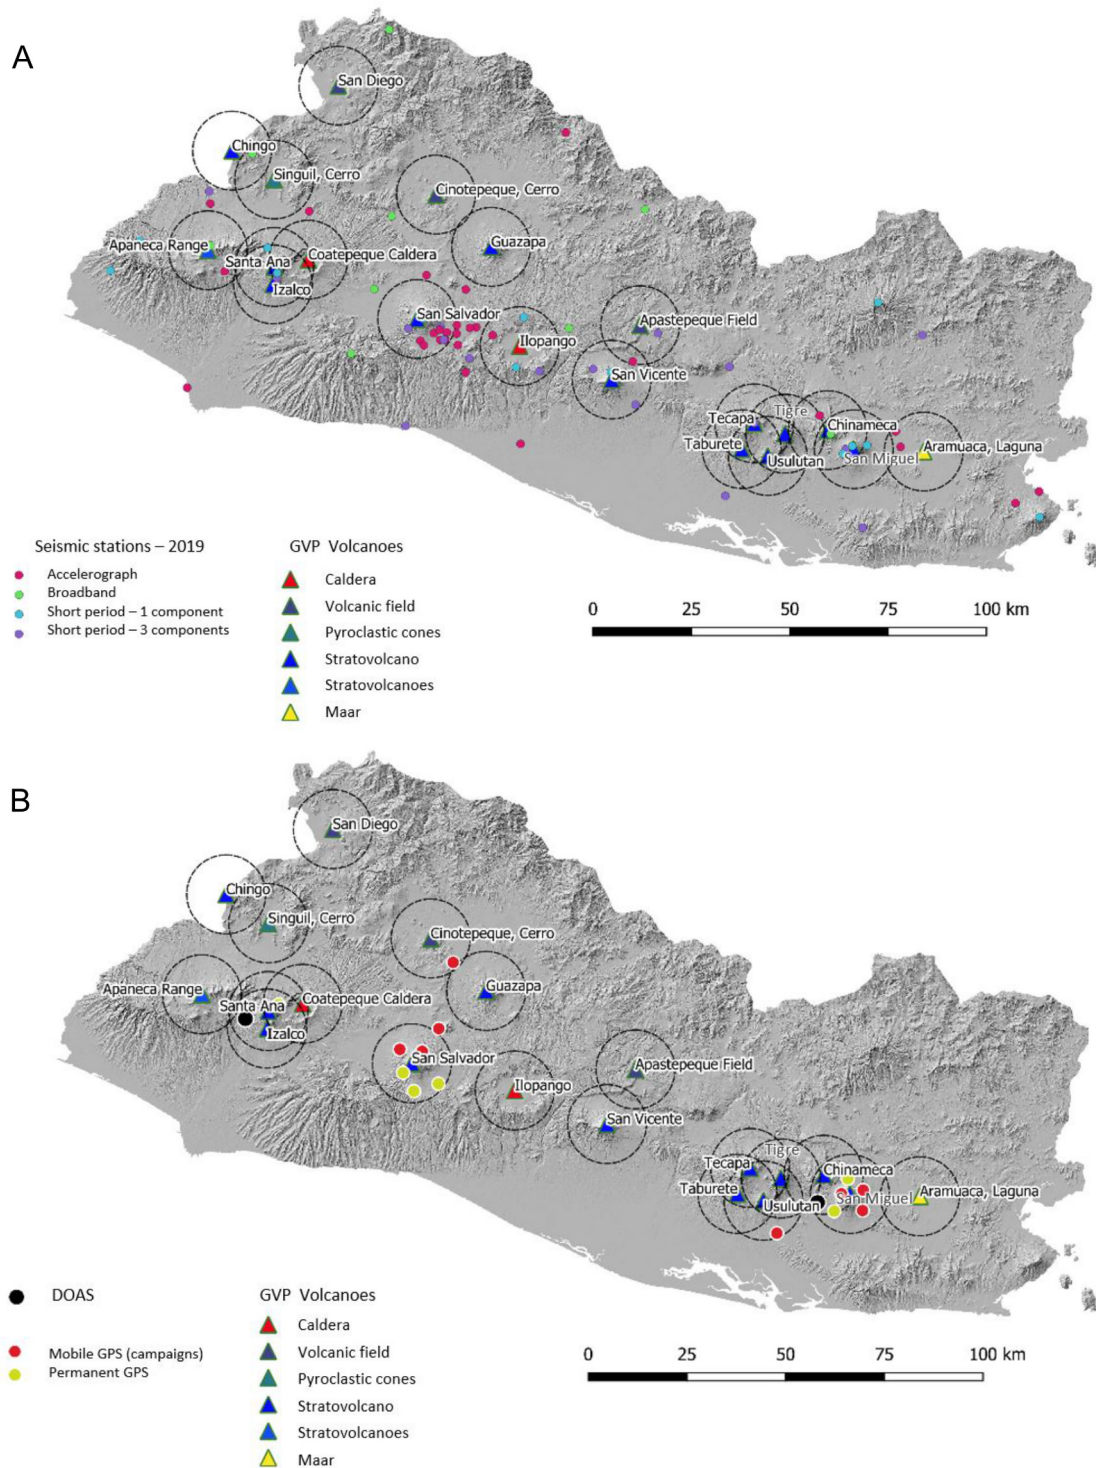 A
San Diego
Chingo
Singuil, Cerro
Cinotepeque, Cerro
Apaneca Range
Santa Ana
Coatepeque Caldera
Guazapa
Izalco
San Salvador
Ilopango
Apastepeque Field
San Vicente
Tecapa
Tigre
Chinameca
Taburete
Usulutan
San Miguel
Aramuaca, Laguna
Seismic stations – 2019
Accelerograph
Broadband
Short period – 1 component
Short period – 3 components
GVP Volcanoes
Caldera
Volcanic field
Pyroclastic cones
Stratovolcano
Stratovolcanoes
Maar
0 25 50 75 100 km
B
San Diego
Chingo
Singuil, Cerro
Cinotepeque, Cerro
Apaneca Range
Santa Ana
Coatepeque Caldera
Guazapa
Izalco
San Salvador
Ilopango
Apastepeque Field
San Vicente
Tecapa
Tigre
Chinameca
Taburete
Usulutan
San Miguel
Aramuaca, Laguna
DOAS
Mobile GPS (campaigns)
Permanent GPS
GVP Volcanoes
Caldera
Volcanic field
Pyroclastic cones
Stratovolcano
Stratovolcanoes
Maar
0 25 50 75 100 km